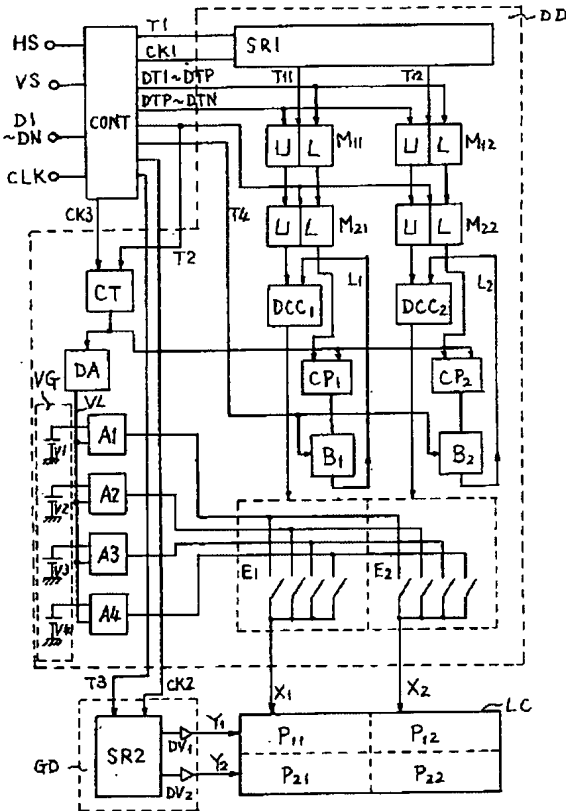 DD
T1
HS
SR1
CK1
VS
DT1~DTP
T11
T12
DTP~DTN
D1
~DN
CONT
U L
M11
U L
M12
CLK
T4
U L
M21
U L
M22
CK3
T2
CT
L1
L2
DCC1
DCC2
DA
CP1
CP2
VG
VL
A1
V1
B1
B2
A2
V2
A3
V3
E1
E2
A4
V4
T3
CK2
X1
X2
LC
SR2
DV1
Y1
P11
P12
GD
DV2
Y2
P21
P22